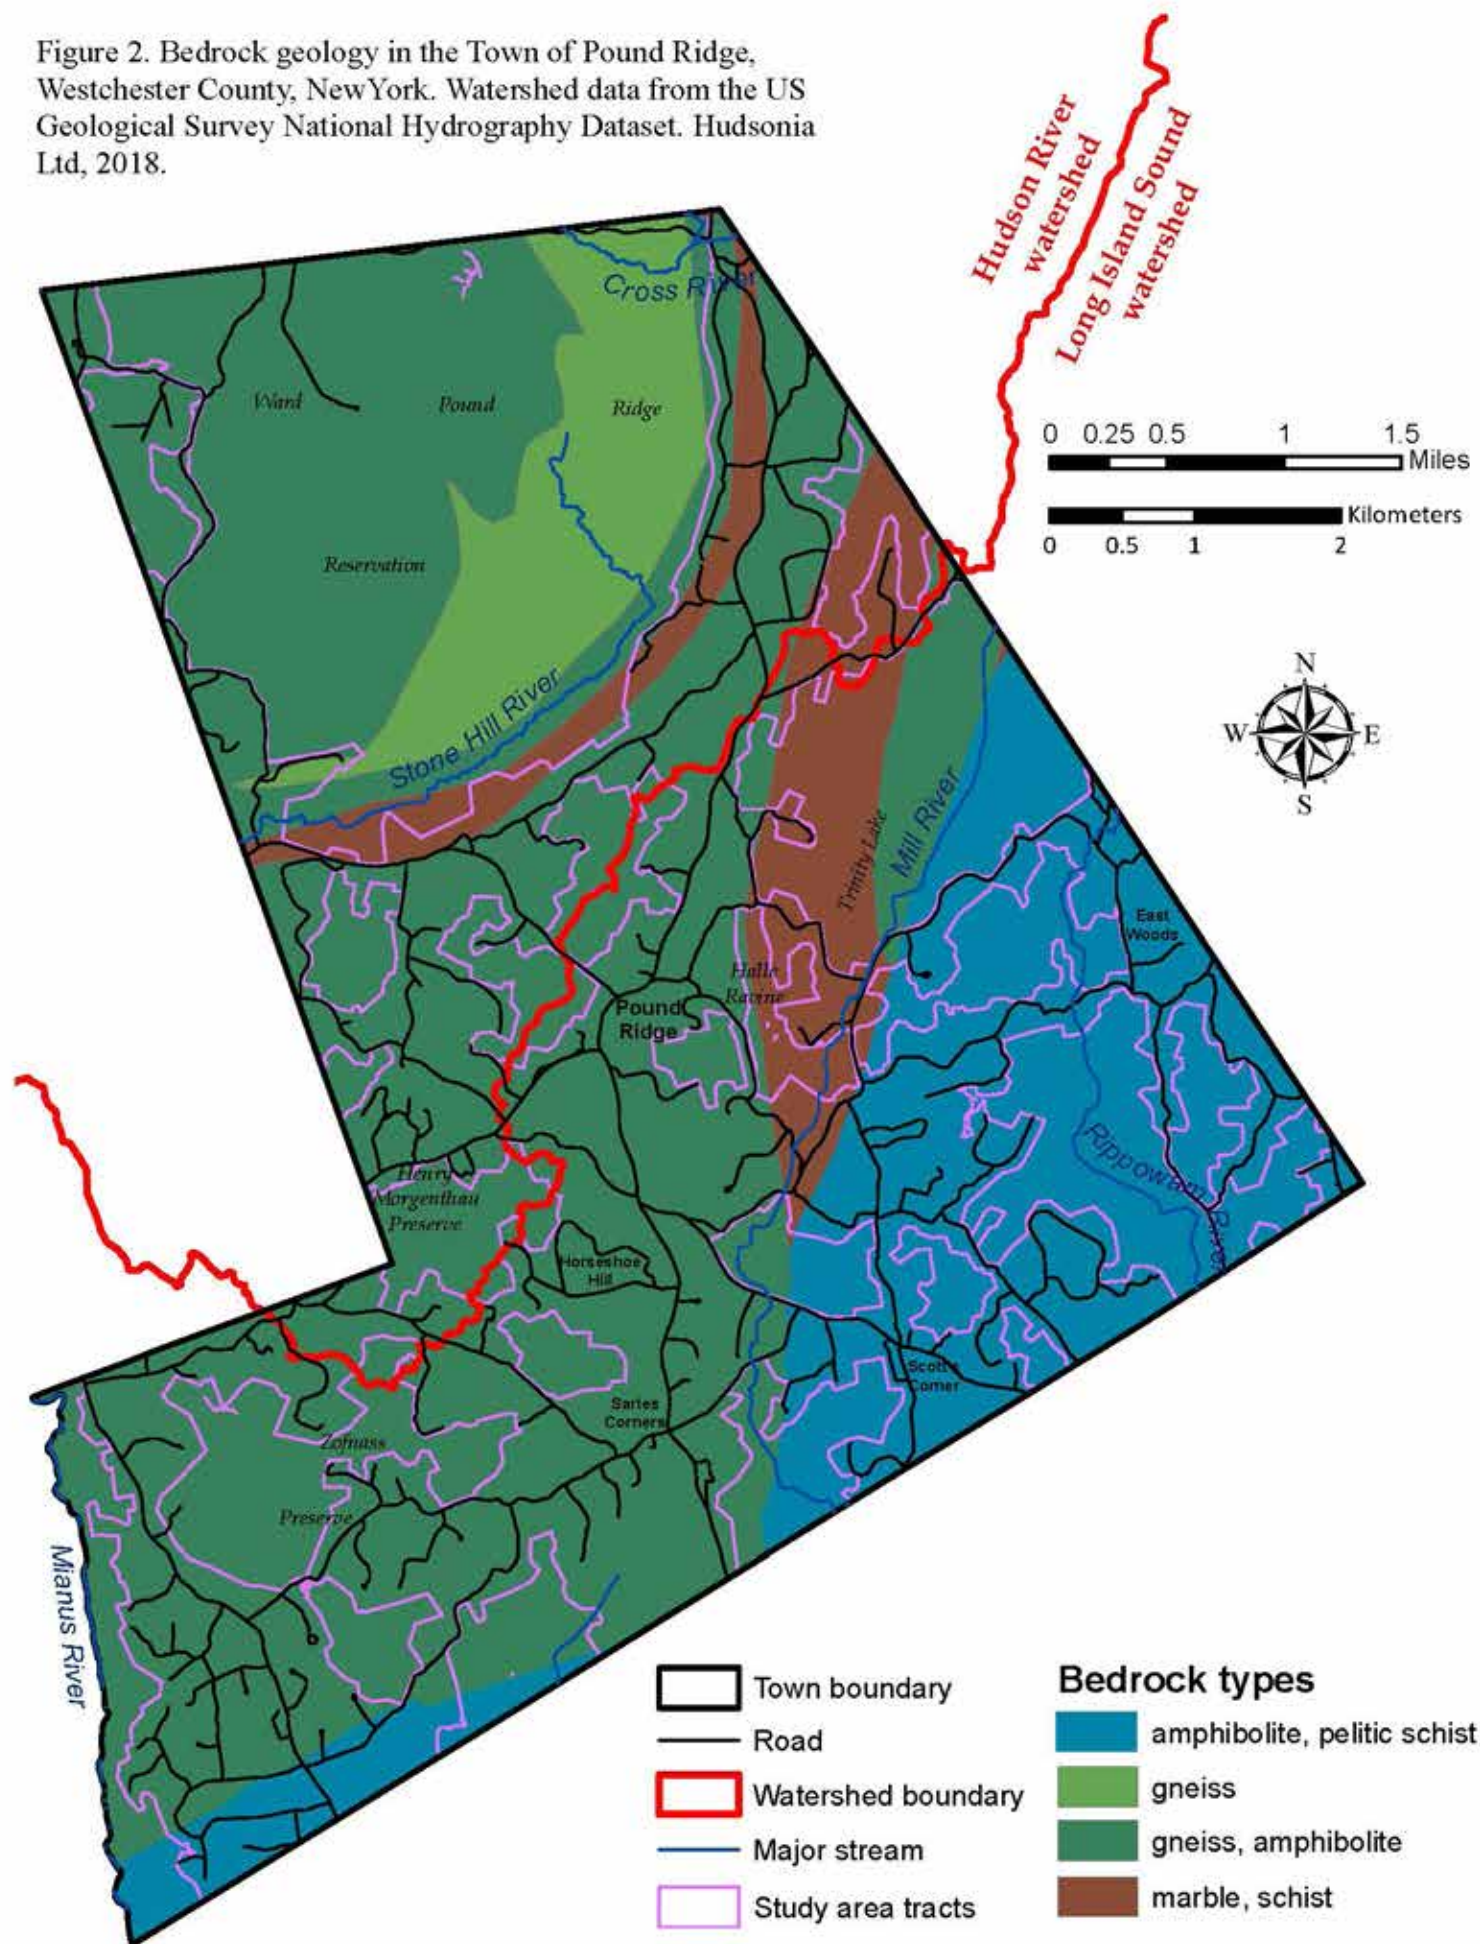 Figure 2. Bedrock geology in the Town of Pound Ridge,
Westchester County, NewYork. Watershed data from the US
Geological Survey National Hydrography Dataset. Hudsonia
Ltd, 2018.
Hudson River
watershed
Long Island Sound
watershed
Cross River
Ward Pound Ridge
Reservation
0 0.25 0.5 1 1.5
Miles
Kilometers
0 0.5 1 2
N
W E
S
Stone Hill River
Mill River
Trinity Lake
East
Woods
Halle
Ravine
Pound
Ridge
Rippowam River
Henry
Morgenthau
Preserve
Horseshoe
Hill
Scotts
Corner
Sarles
Corners
Zofnass
Preserve
Mianus River
Town boundary
Road
Watershed boundary
Major stream
Study area tracts
Bedrock types
amphibolite, pelitic schist
gneiss
gneiss, amphibolite
marble, schist